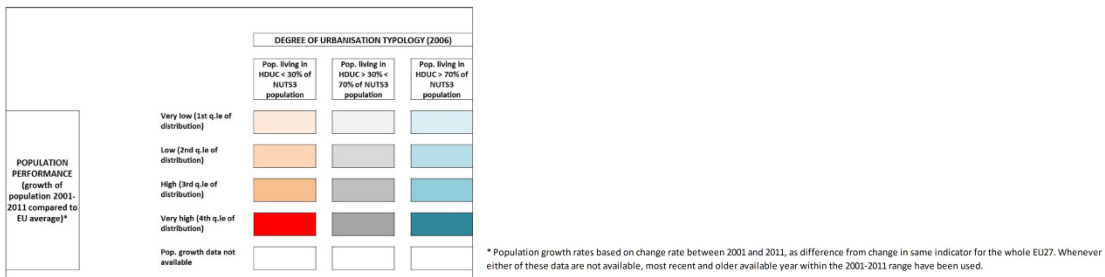 DEGREE OF URBANISATION TYPOLOGY (2006)
Pop. living in
HDUC < 30% of
NUTS3
population
Pop. living in
HDUC > 30% <
70% of NUTS3
population
Pop. living in
HDUC > 70% of
NUTS3
population
POPULATION
PERFORMANCE
(growth of
population 2001-
2011 compared to
EU average)*
Very low (1st q.le of
distribution)
Low (2nd q.le of
distribution)
High (3rd q.le of
distribution)
Very high (4th q.le of
distribution)
Pop. growth data not
available
* Population growth rates based on change rate between 2001 and 2011, as difference from change in same indicator for the whole EU27. Whenever
either of these data are not available, most recent and older available year within the 2001-2011 range have been used.